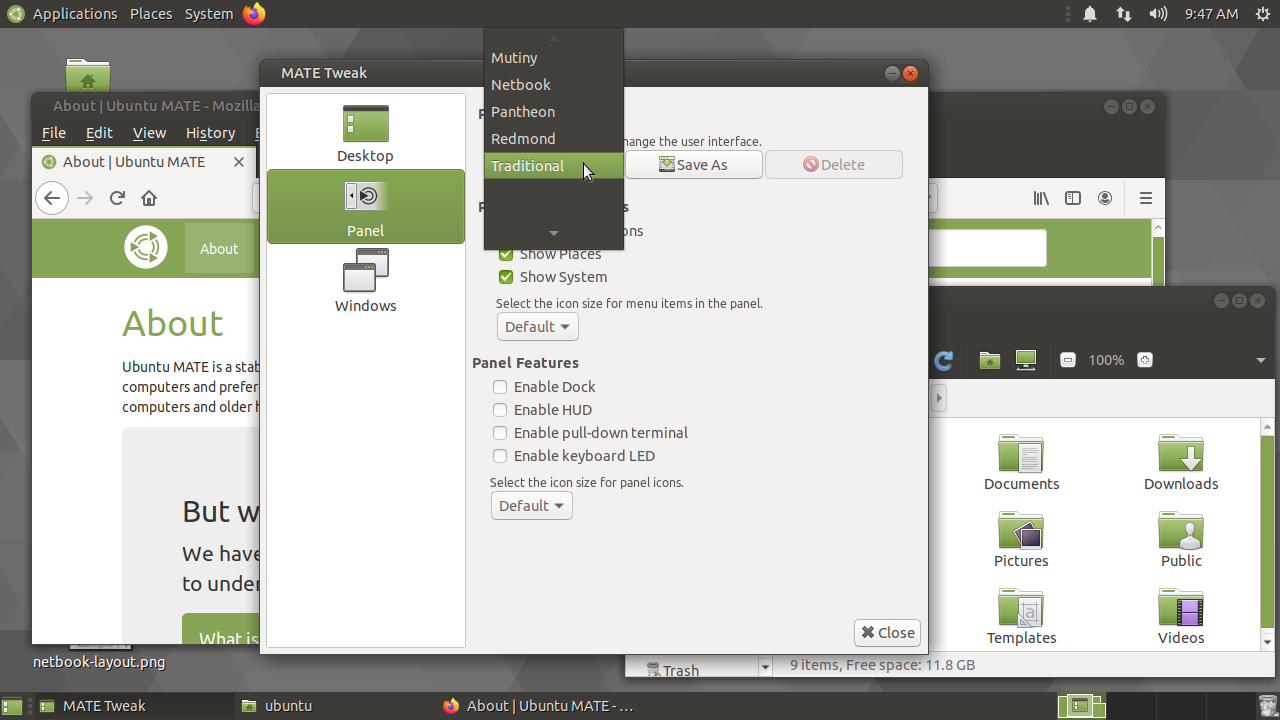 Applications Places System 9:47 AM
MATE Tweak
About | Ubuntu MATE - Mozilla
File Edit View History
About | Ubuntu MATE
About
About
Ubuntu MATE is a stab
computers and prefer
computers and older h
But w
We have
to under
What is
netbook-layout.png
Desktop
Panel
Windows
Mutiny
Netbook
Pantheon
Redmond
Traditional
hange the user interface.
Save As Delete
ons
Show Places
Show System
Select the icon size for menu items in the panel.
Default
Panel Features
Enable Dock
Enable HUD
Enable pull-down terminal
Enable keyboard LED
Select the icon size for panel icons.
Default
Close
100%
Documents Downloads
Pictures Public
Templates Videos
Trash 9 items, Free space: 11.8 GB
MATE Tweak ubuntu About | Ubuntu MATE - …